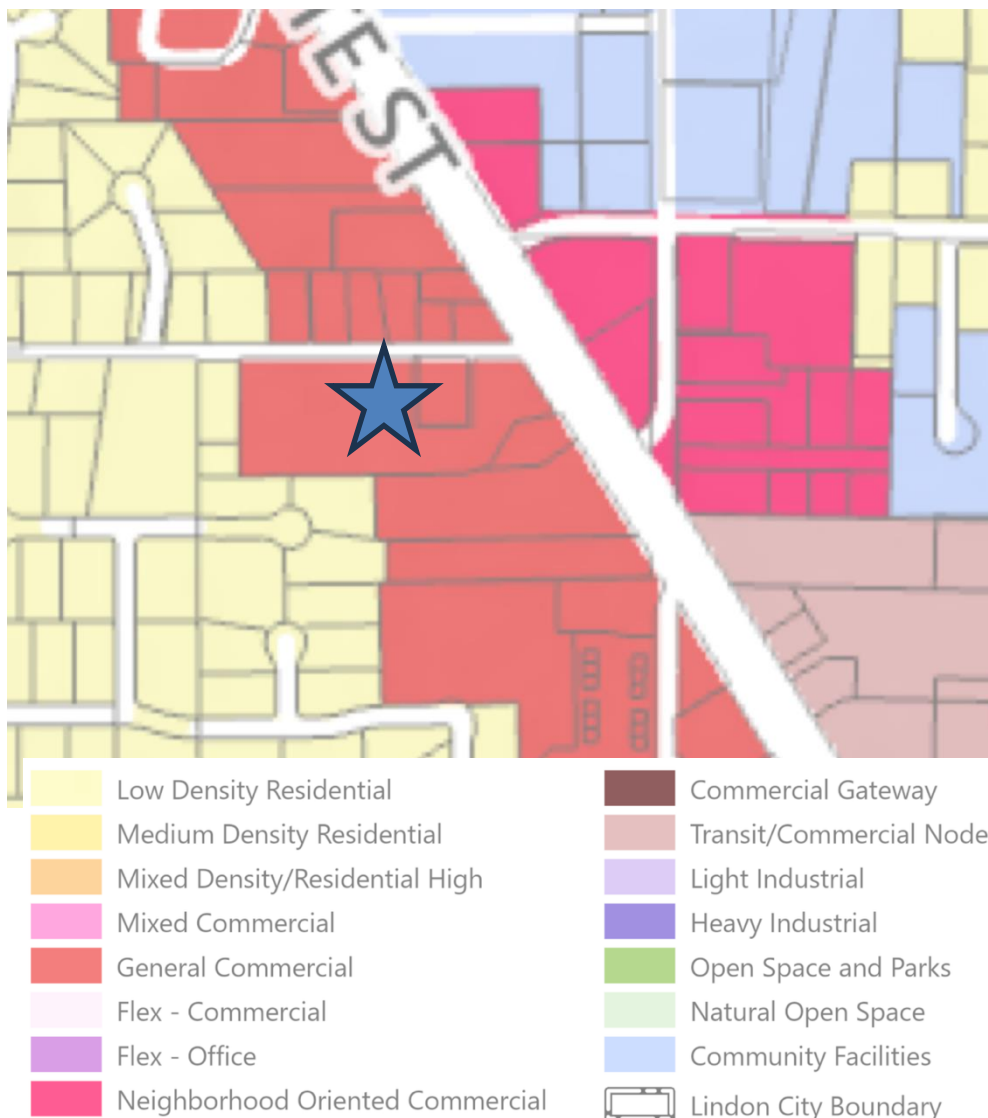 TE ST
Low Density Residential
Medium Density Residential
Mixed Density/Residential High
Mixed Commercial
General Commercial
Flex - Commercial
Flex - Office
Neighborhood Oriented Commercial
Commercial Gateway
Transit/Commercial Node
Light Industrial
Heavy Industrial
Open Space and Parks
Natural Open Space
Community Facilities
Lindon City Boundary